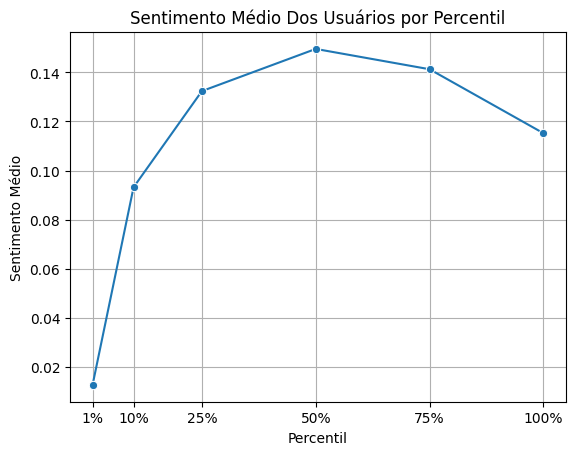 Sentimento Médio Dos Usuários por Percentil
Sentimento Médio
0.14
0.12
0.10
0.08
0.06
0.04
0.02
1% 10% 25% 50% 75% 100%
Percentil